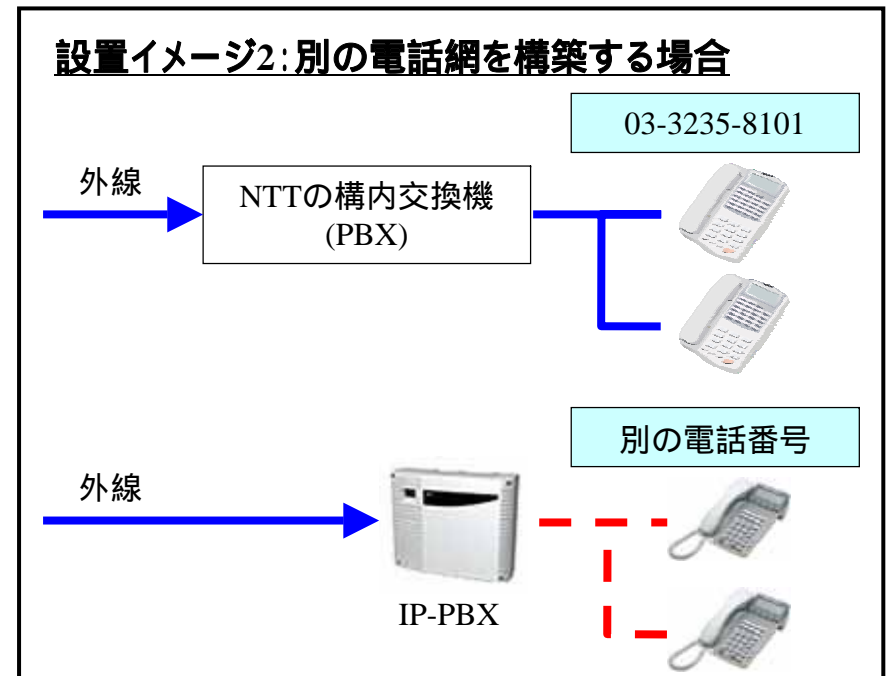 設置イメージ2:別の電話網を構築する場合
03-3235-8101
外線
NTTの構内交換機
(PBX)
別の電話番号
外線
IP-PBX